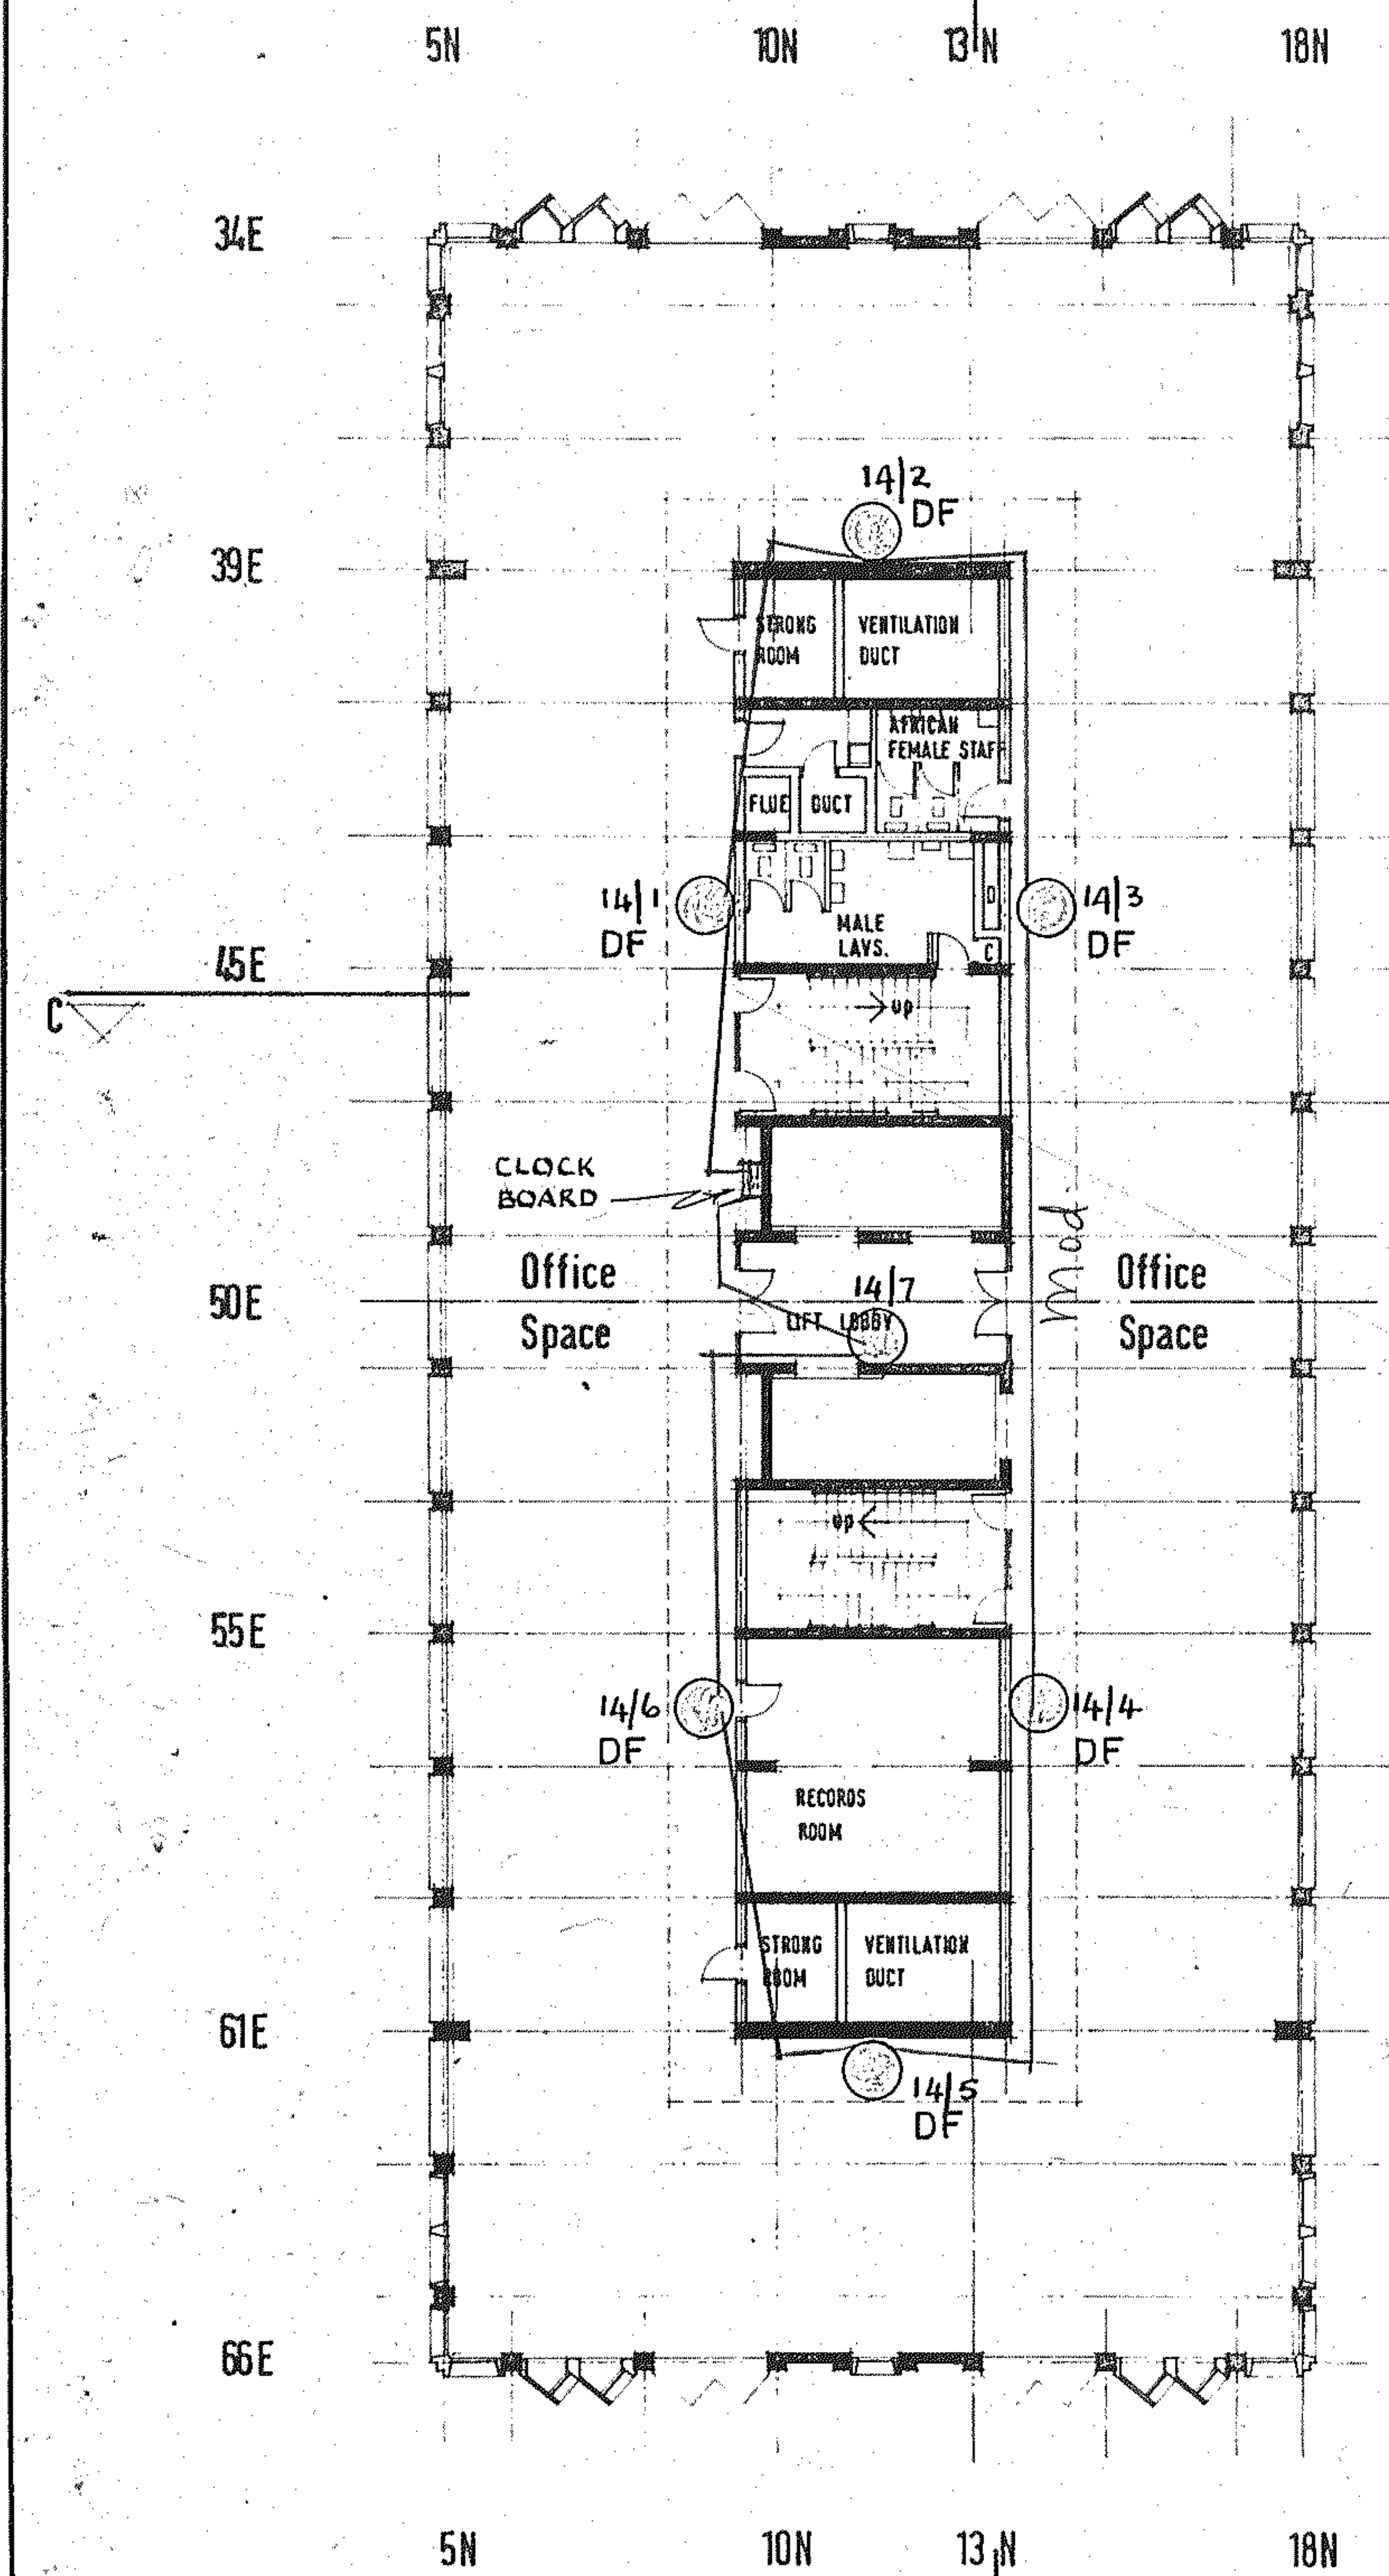 5N 10N 13N 18N
34E
14/2
DF
39E
STRONG
ROOM
VENTILATION
DUCT
AFRICAN
FEMALE STAFF
FLUE
DUCT
14/1
DF
MALE
LAVS.
D
C
14/3
DF
45E
C
up
CLOCK
BOARD
Mod
Office
Space
50E
14/7
LIFT LOBBY
Office
Space
up
55E
14/6
DF
14/4
DF
RECORDS
ROOM
STRONG
ROOM
VENTILATION
DUCT
61E
14/5
DF
66E
5N 10N 13N 18N